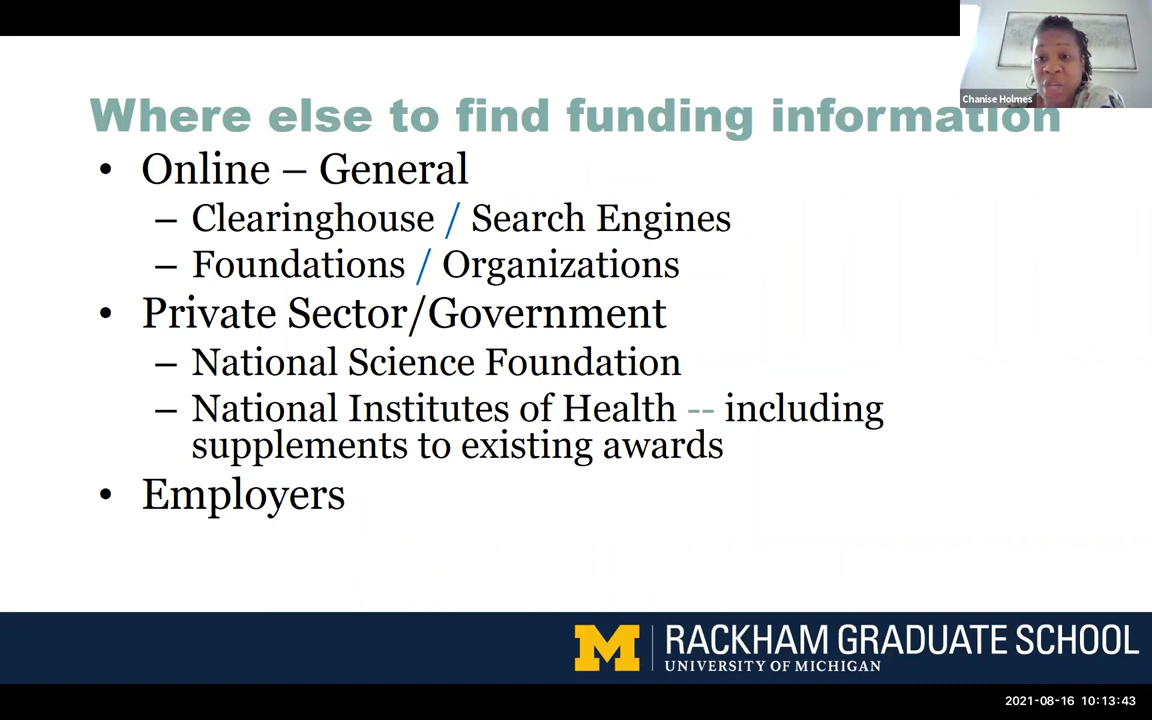 Chanise Holmes
Where else to find funding information
• Online – General
– Clearinghouse / Search Engines
– Foundations / Organizations
• Private Sector/Government
– National Science Foundation
– National Institutes of Health -- including
supplements to existing awards
• Employers
M RACKHAM GRADUATE SCHOOL
UNIVERSITY OF MICHIGAN
2021-08-16 10:13:43